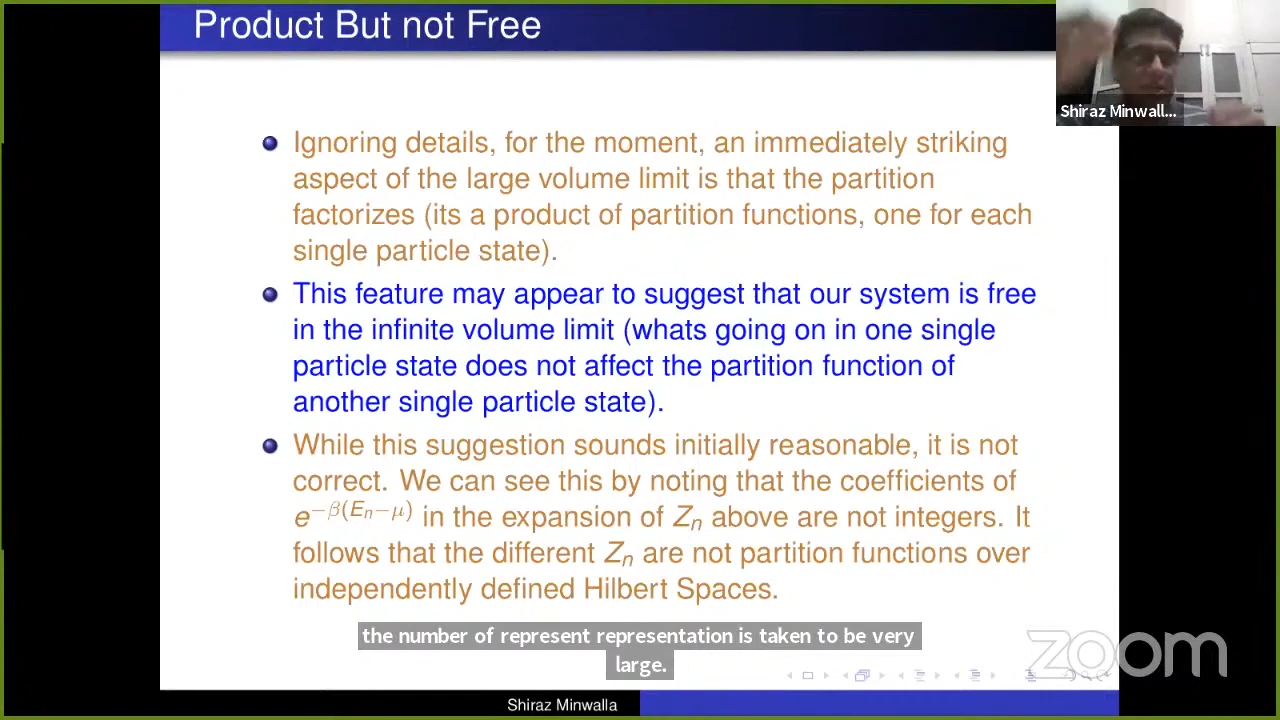 Product But not Free
Shiraz Minwall...
Ignoring details, for the moment, an immediately striking
aspect of the large volume limit is that the partition
factorizes (its a product of partition functions, one for each
single particle state).
This feature may appear to suggest that our system is free
in the infinite volume limit (whats going on in one single
particle state does not affect the partition function of
another single particle state).
While this suggestion sounds initially reasonable, it is not
correct. We can see this by noting that the coefficients of
e^{−β(E_n−μ)} in the expansion of Z_n above are not integers. It
follows that the different Z_n are not partition functions over
independently defined Hilbert Spaces.
the number of represent representation is taken to be very
large.
zoom
Shiraz Minwalla